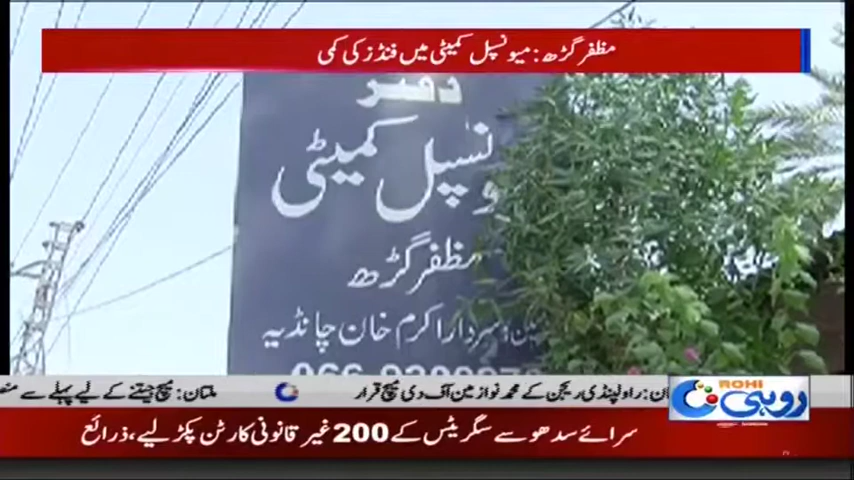 مظفر گڑھ: میونسپل کمیٹی میں فنڈز کی کمی
دفتر
میونسپل کمیٹی
مظفر گڑھ
سردار اکرم خان چانڈیہ
ان: راولپنڈی ریجن کے محمد نواز مین آف دی میچ قرار
ملتان: میچ جیتنے کے لیے پہلے سے
ROHI
روہی
سرائے سدھو سے سگریٹس کے 200 غیر قانونی کارٹن پکڑ لیے، ذرائع